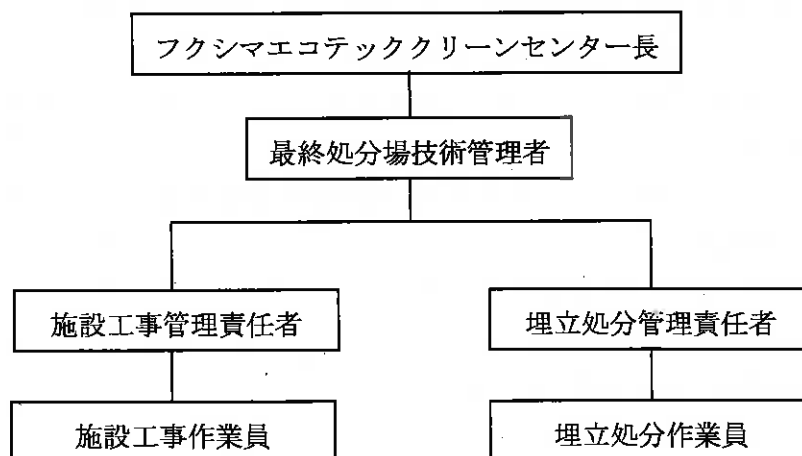 フクシマエコテッククリーンセンター長
最終処分場技術管理者
施設工事管理責任者
埋立処分管理責任者
施設工事作業員
埋立処分作業員